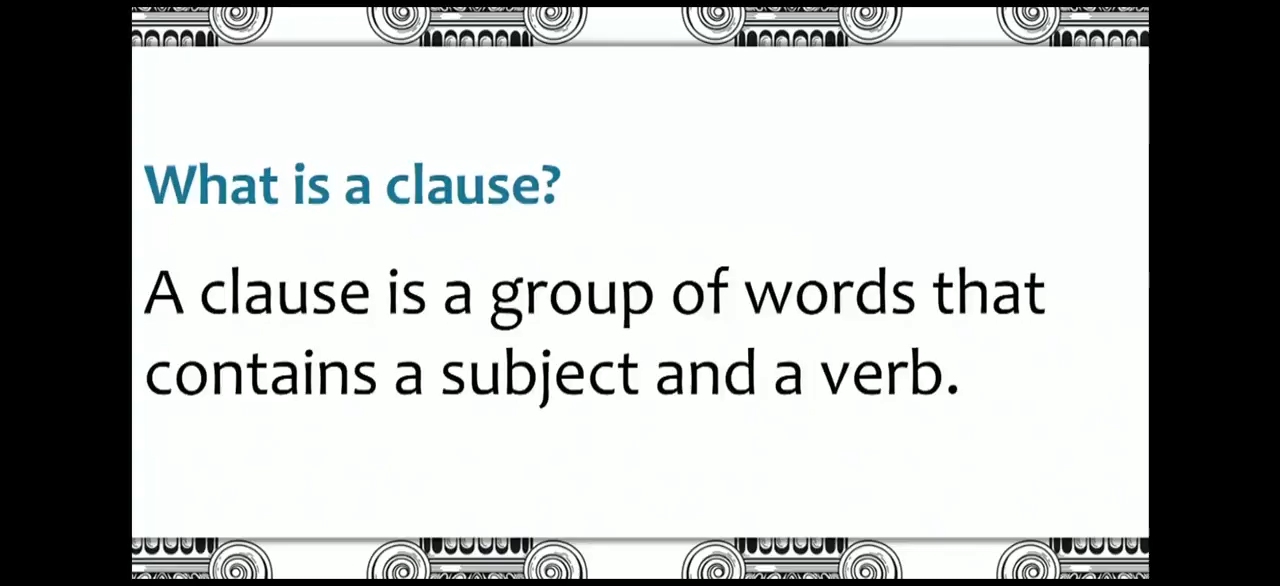 What is a clause?
A clause is a group of words that
contains a subject and a verb.